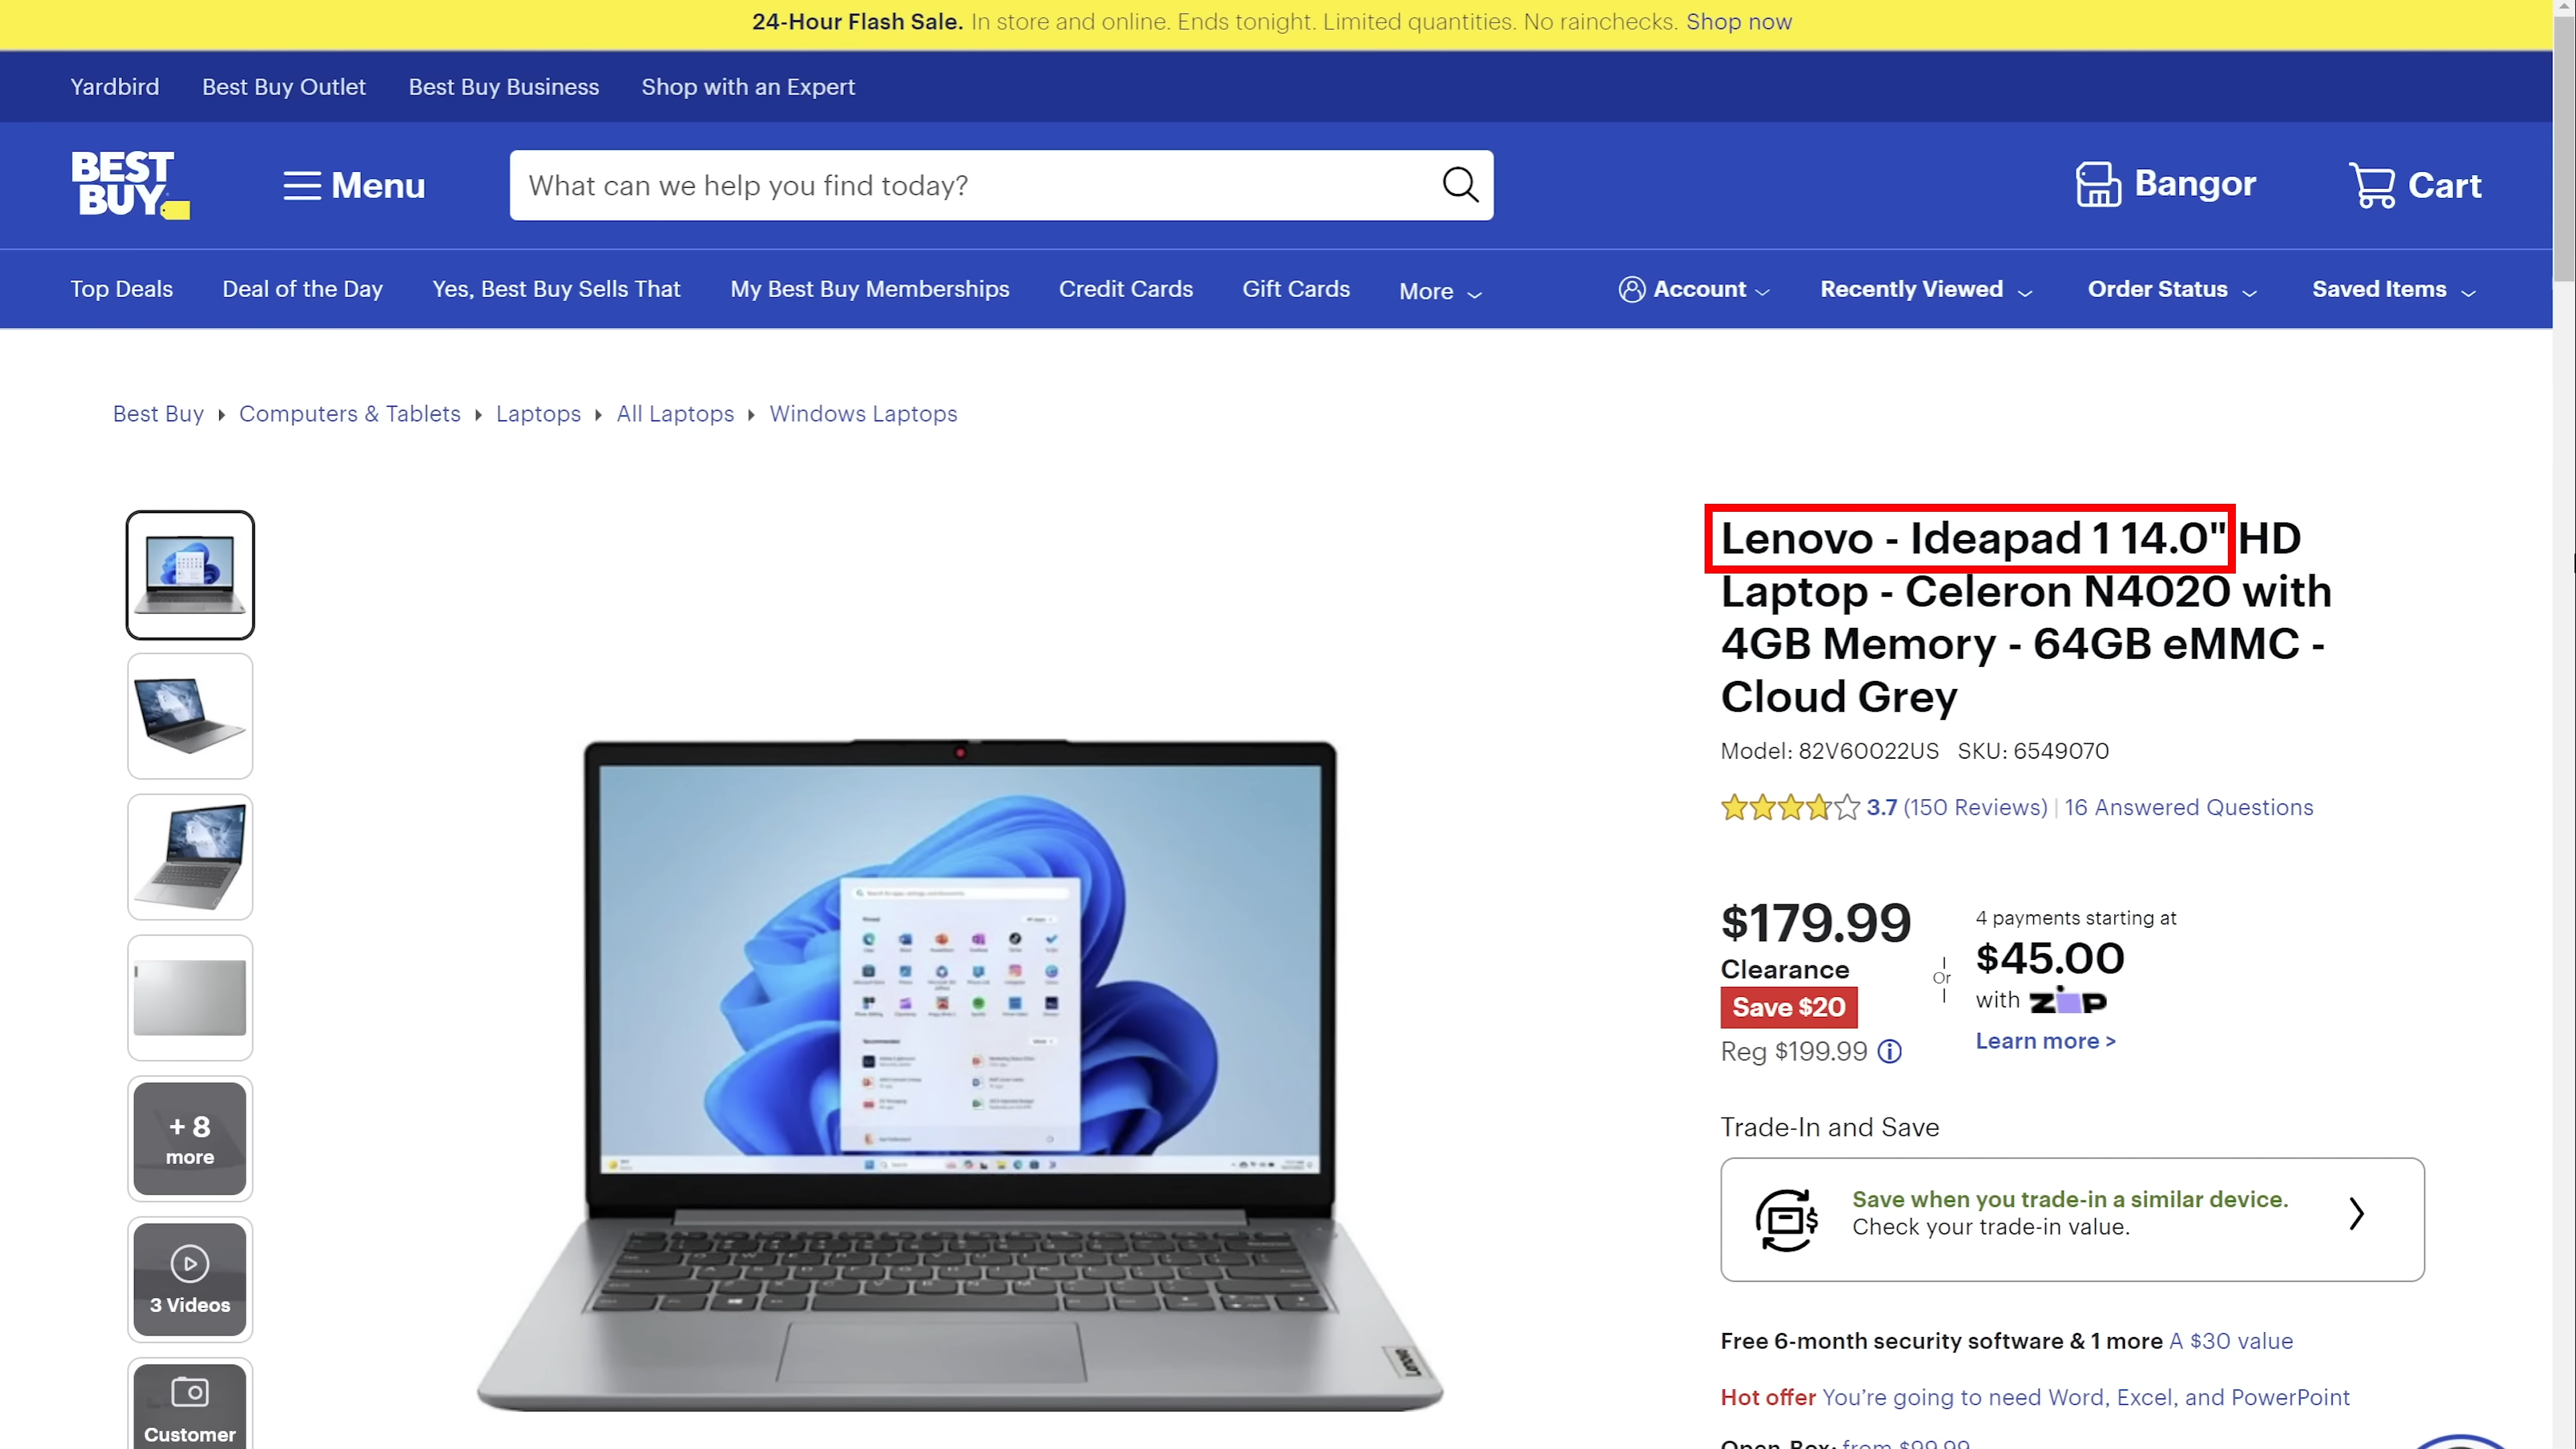 24-Hour Flash Sale. In store and online. Ends tonight. Limited quantities. No rainchecks. Shop now
Yardbird Best Buy Outlet Best Buy Business Shop with an Expert
BEST BUY
Menu
What can we help you find today?
Bangor
Cart
Top Deals Deal of the Day Yes, Best Buy Sells That My Best Buy Memberships Credit Cards Gift Cards More Account Recently Viewed Order Status Saved Items
Best Buy Computers & Tablets Laptops All Laptops Windows Laptops
Lenovo - Ideapad 1 14.0" HD
Laptop - Celeron N4020 with
4GB Memory - 64GB eMMC -
Cloud Grey
Model: 82V60022US SKU: 6549070
3.7 (150 Reviews) | 16 Answered Questions
$179.99
Clearance
Save $20
Reg $199.99
Or
4 payments starting at
$45.00
with ZIP
Learn more >
Trade-In and Save
Save when you trade-in a similar device.
Check your trade-in value.
Free 6-month security software & 1 more A $30 value
Hot offer You're going to need Word, Excel, and PowerPoint
Open-Box: from $99.99
+ 8
more
3 Videos
Customer
Lenovo